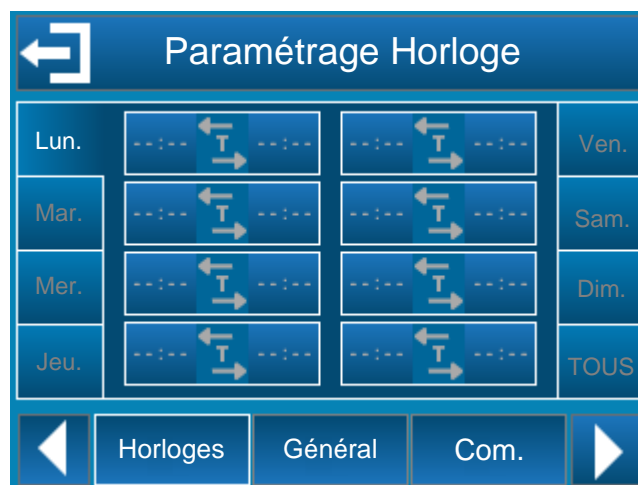 Paramétrage Horloge
Lun. --:-- T --:-- --:-- T --:-- Ven.
Mar. --:-- T --:-- --:-- T --:-- Sam.
Mer. --:-- T --:-- --:-- T --:-- Dim.
Jeu. --:-- T --:-- --:-- T --:-- TOUS
Horloges Général Com.